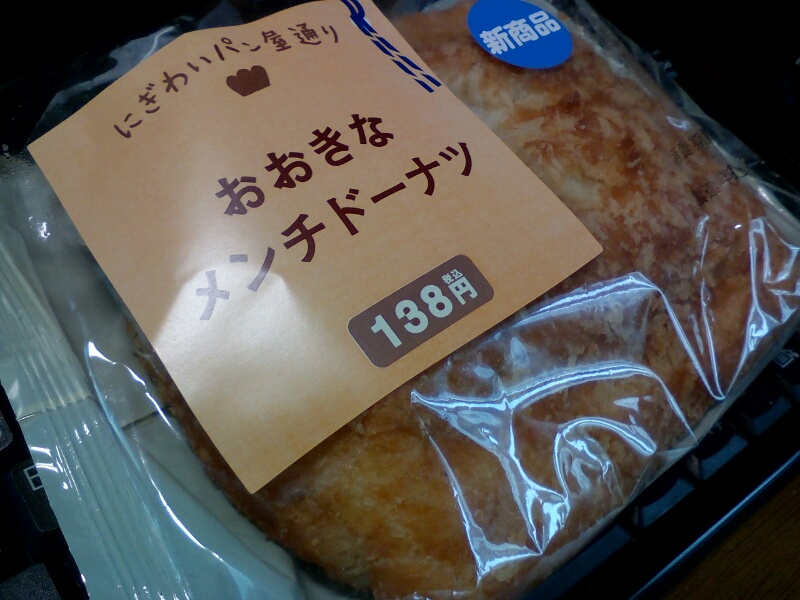 にぎわいパン屋通り
新商品
おおきな
メンチドーナツ
税込
138円